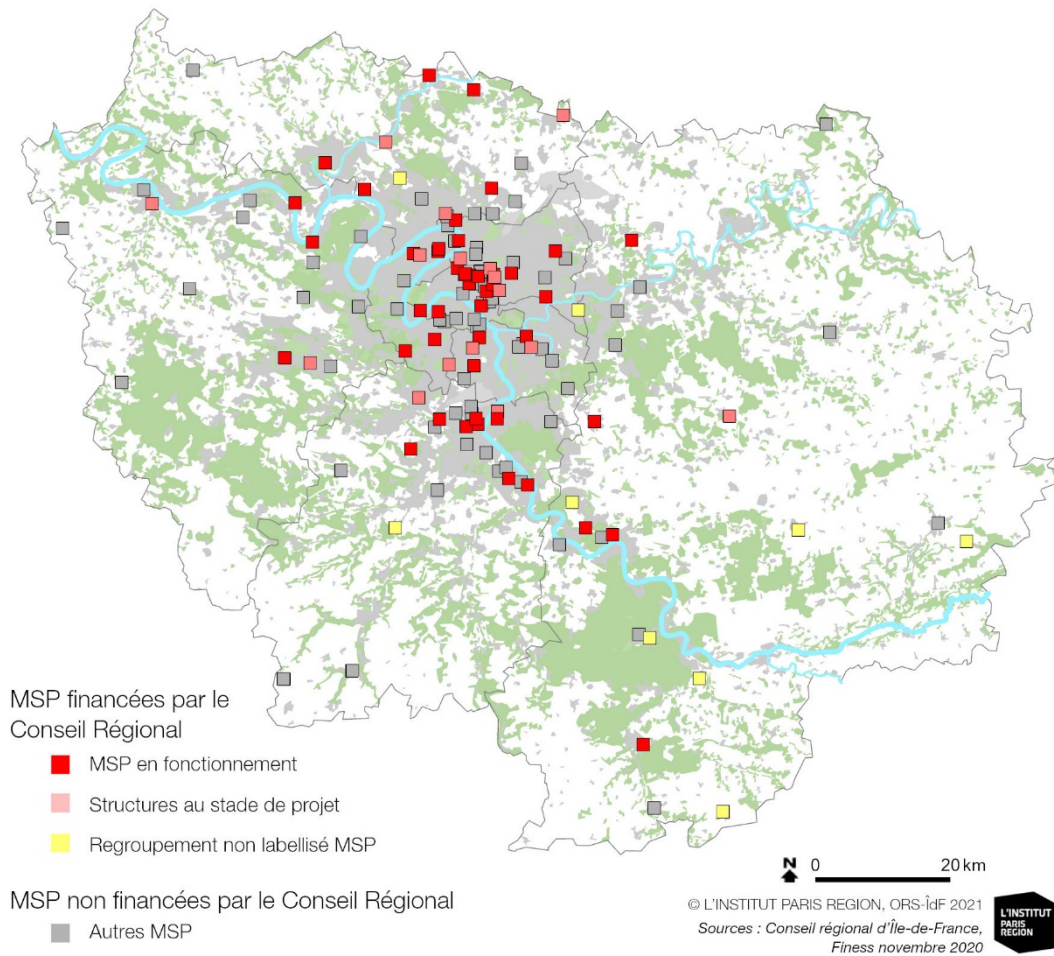 MSP financées par le
Conseil Régional
MSP en fonctionnement
Structures au stade de projet
Regroupement non labellisé MSP
MSP non financées par le Conseil Régional
Autres MSP
N 0 20 km
© L'INSTITUT PARIS REGION, ORS-ÎdF 2021
Sources : Conseil régional d'Île-de-France,
Finess novembre 2020
L'INSTITUT
PARIS
REGION